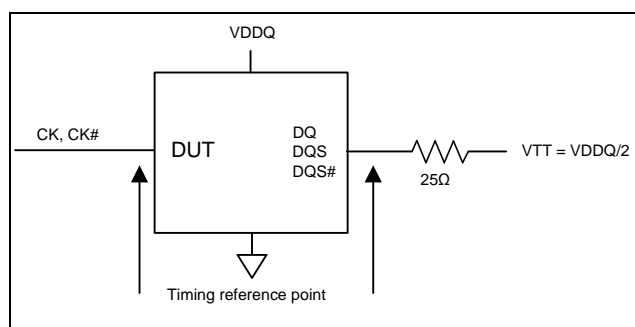 VDDQ
CK, CK#
DUT
DQ
DQS
DQS#
25Ω
VTT = VDDQ/2
Timing reference point